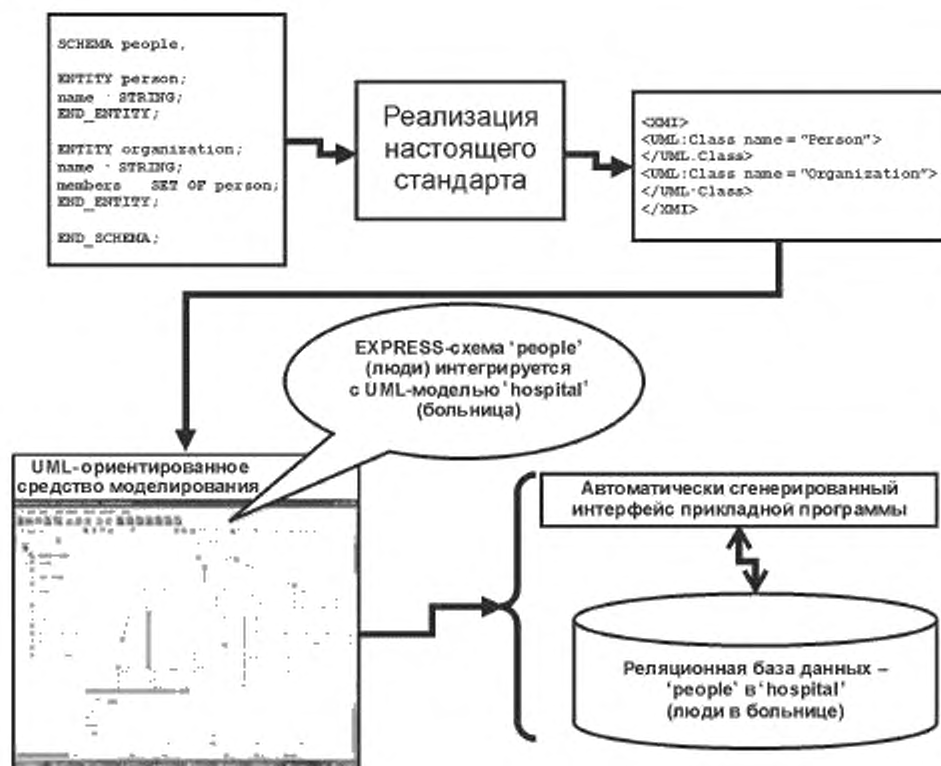 SCHEMA people,
ENTITY person;
name · STRING;
END_ENTITY;
ENTITY organization;
name · STRING;
members SET OF person;
END_ENTITY;
END_SCHEMA;
Реализация
настоящего
стандарта
<XMI>
<UML:Class name="Person">
</UML.Class>
<UML:Class name="Organization">
</UML·Class>
</XMI>
EXPRESS-схема ‘people’
(люди) интегрируется
с UML-моделью ‘hospital’
(больница)
UML-ориентированное
средство моделирования
Автоматически сгенерированный
интерфейс прикладной программы
Реляционная база данных –
‘people’ в ‘hospital’
(люди в больнице)